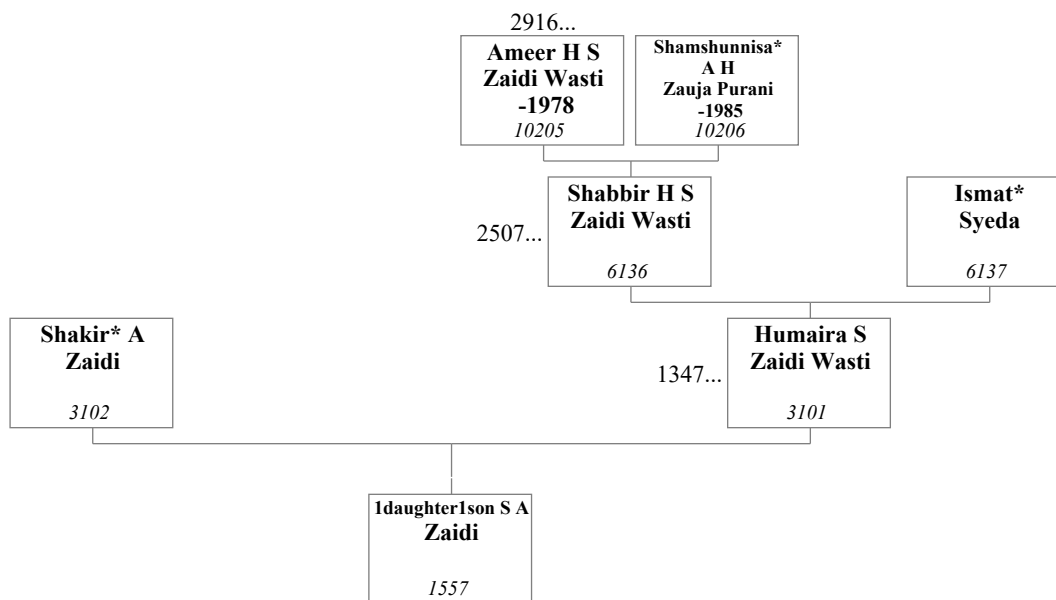 2916...
Ameer H S
Zaidi Wasti
-1978
10205
Shamshunnisa*
A H
Zauja Purani
-1985
10206
2507...
Shabbir H S
Zaidi Wasti
6136
Ismat*
Syeda
6137
Shakir* A
Zaidi
3102
1347...
Humaira S
Zaidi Wasti
3101
1daughter1son S A
Zaidi
1557